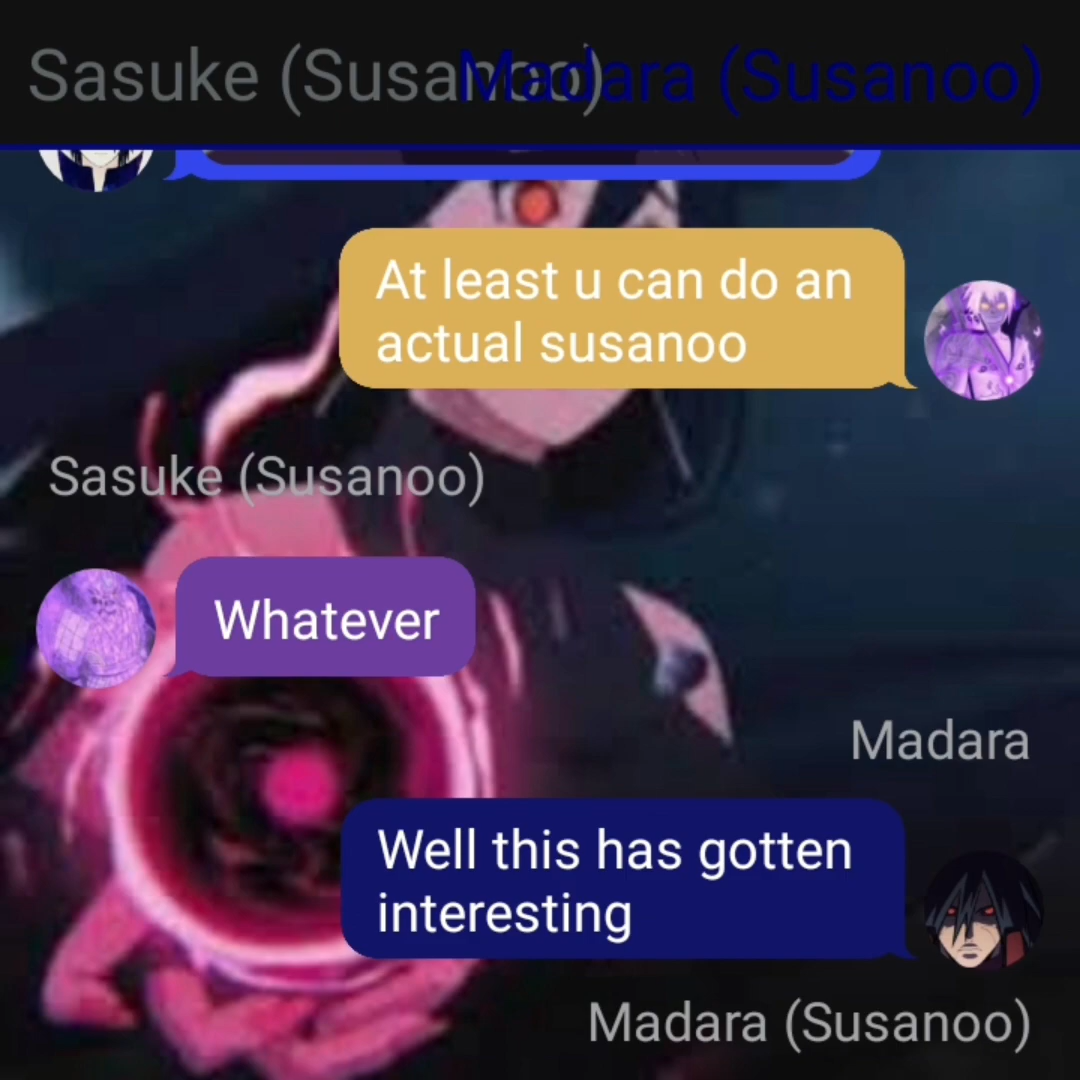 Sasuke (Susanoo)
Madara (Susanoo)
At least u can do an
actual susanoo
Sasuke (Susanoo)
Whatever
Madara
Well this has gotten
interesting
Madara (Susanoo)